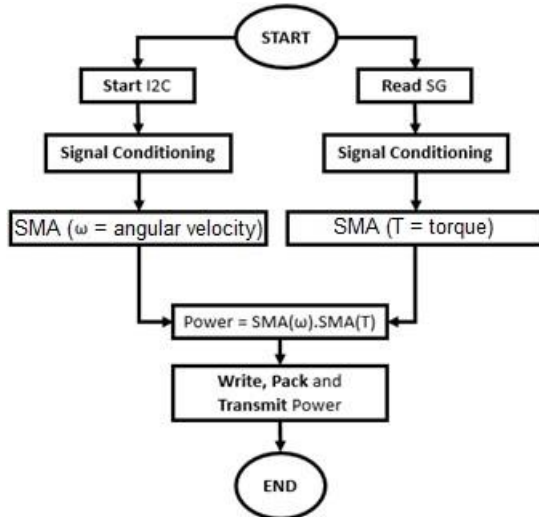 START
Start I2C
Read SG
Signal Conditioning
Signal Conditioning
SMA (ω = angular velocity)
SMA (T = torque)
Power = SMA(ω).SMA(T)
Write, Pack and
Transmit Power
END